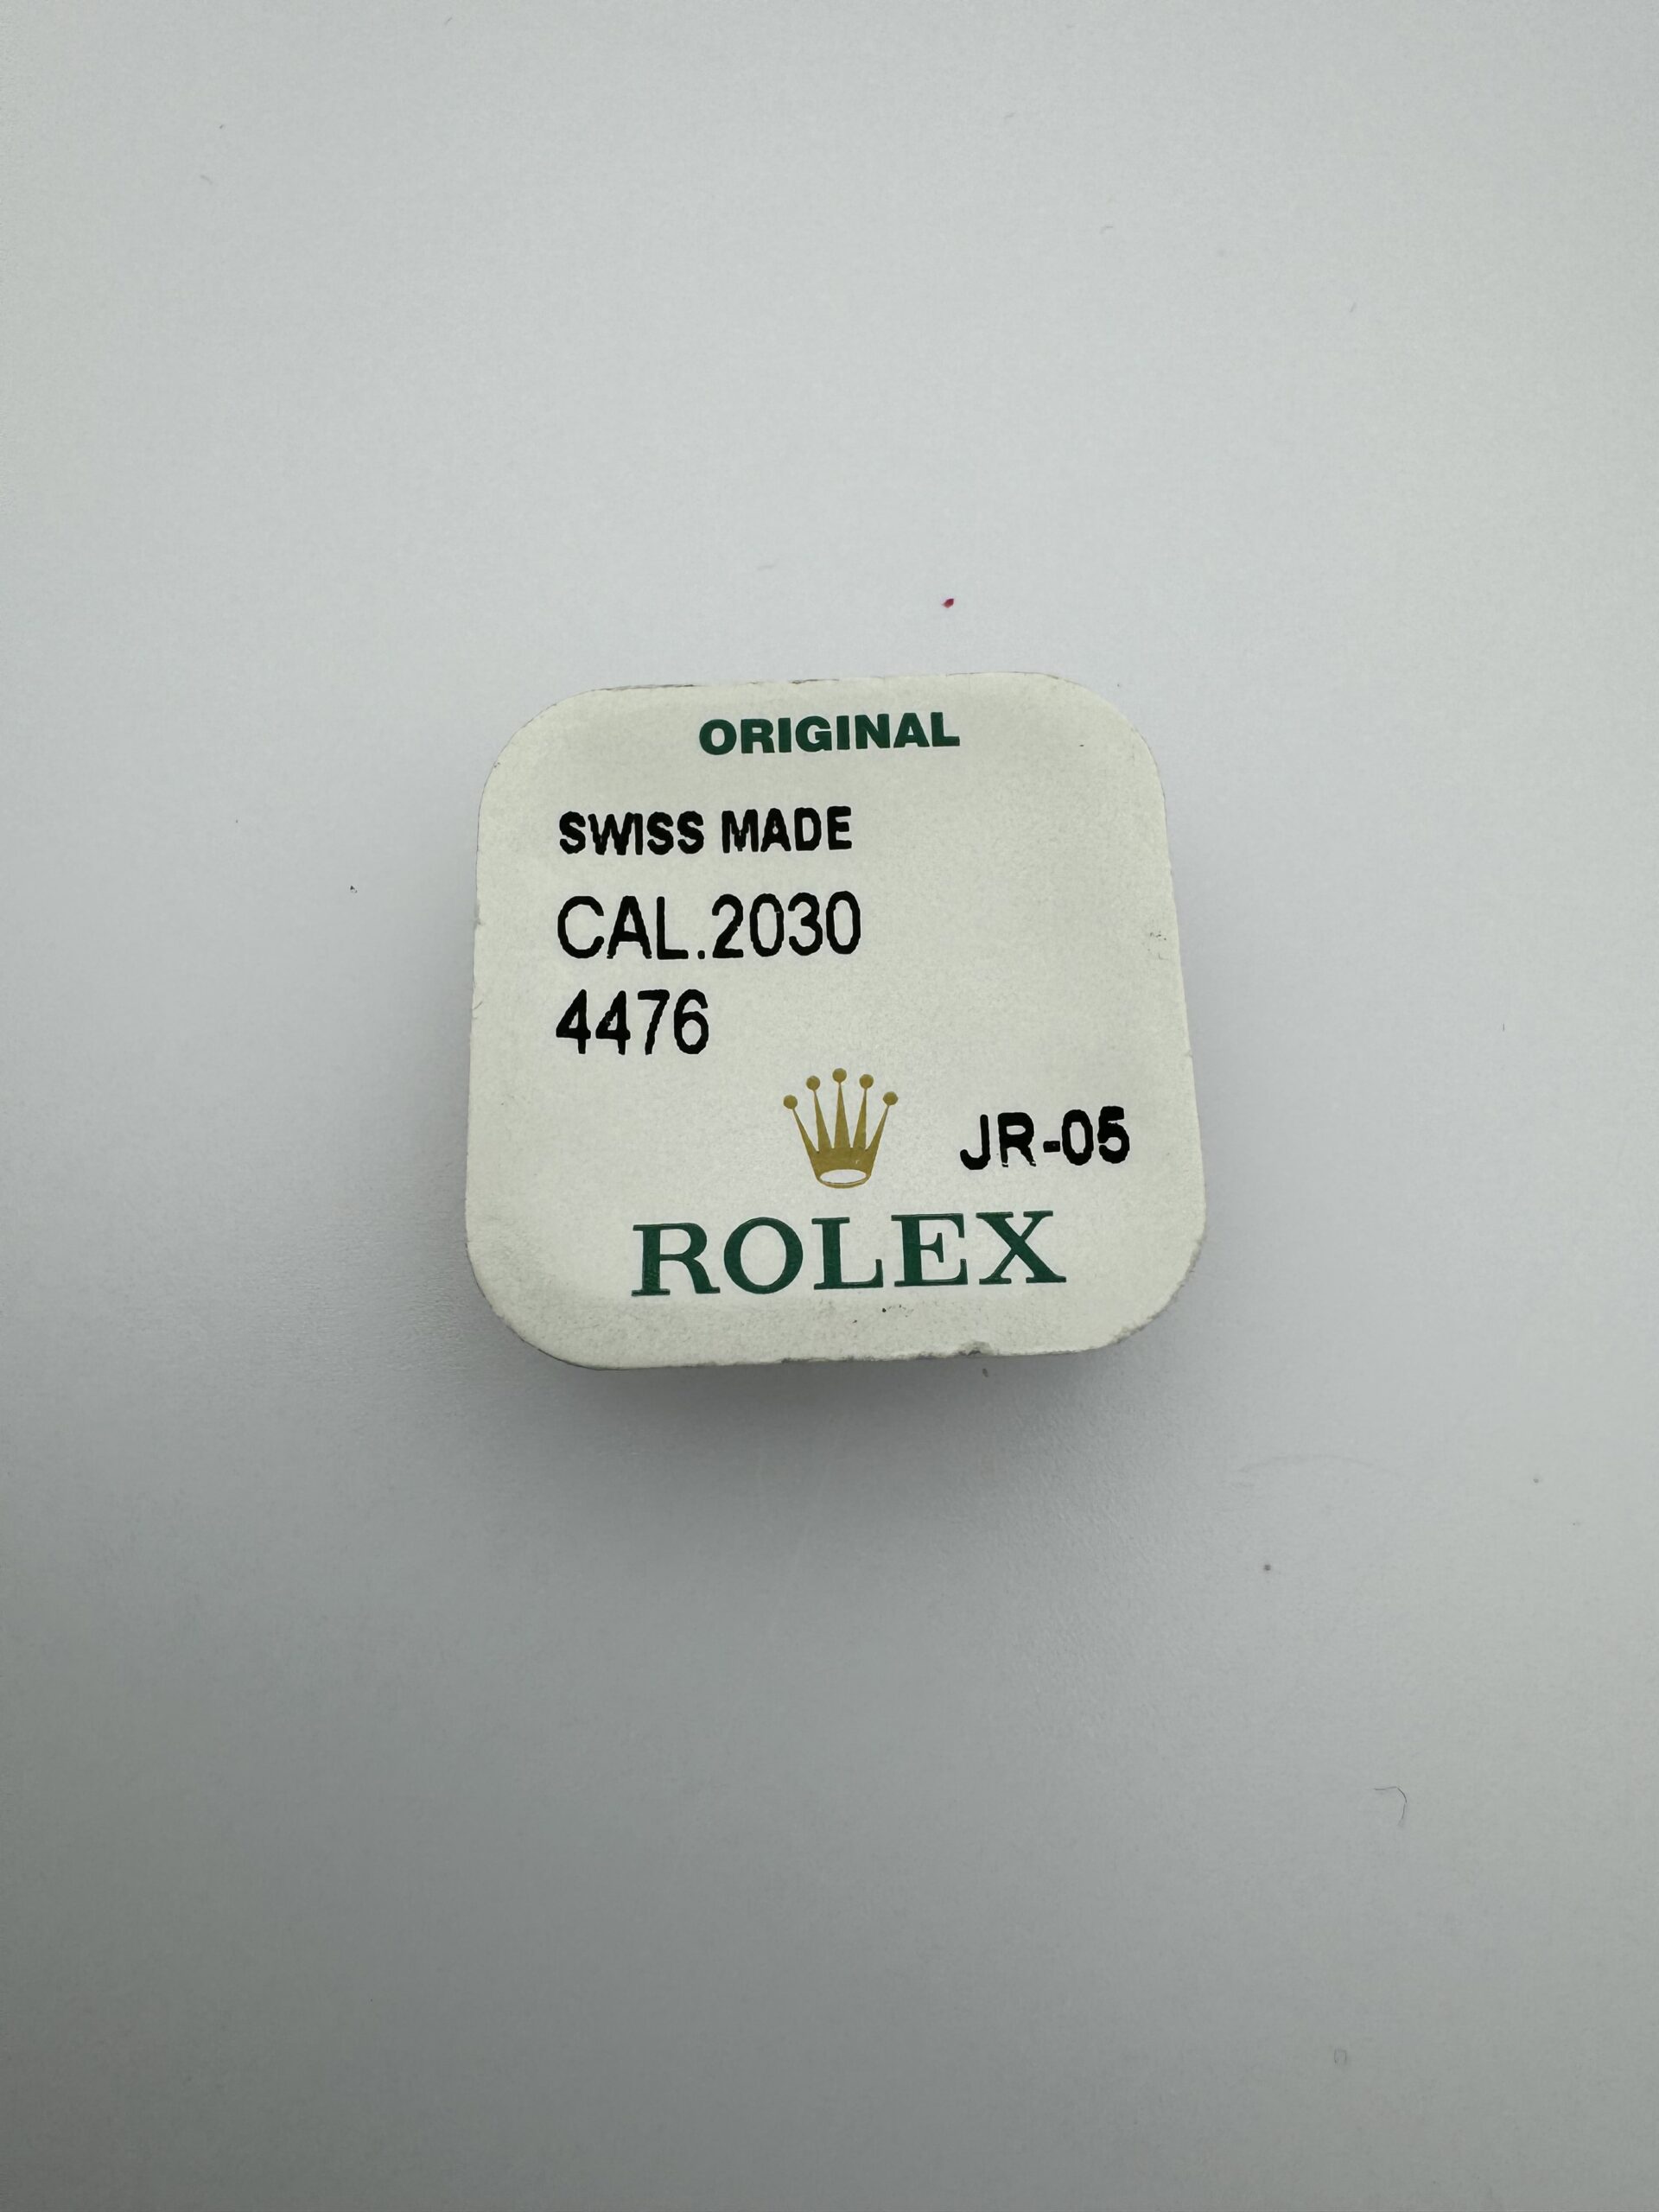 ORIGINAL
SWISS MADE
CAL.2030
4476
JR-05
ROLEX